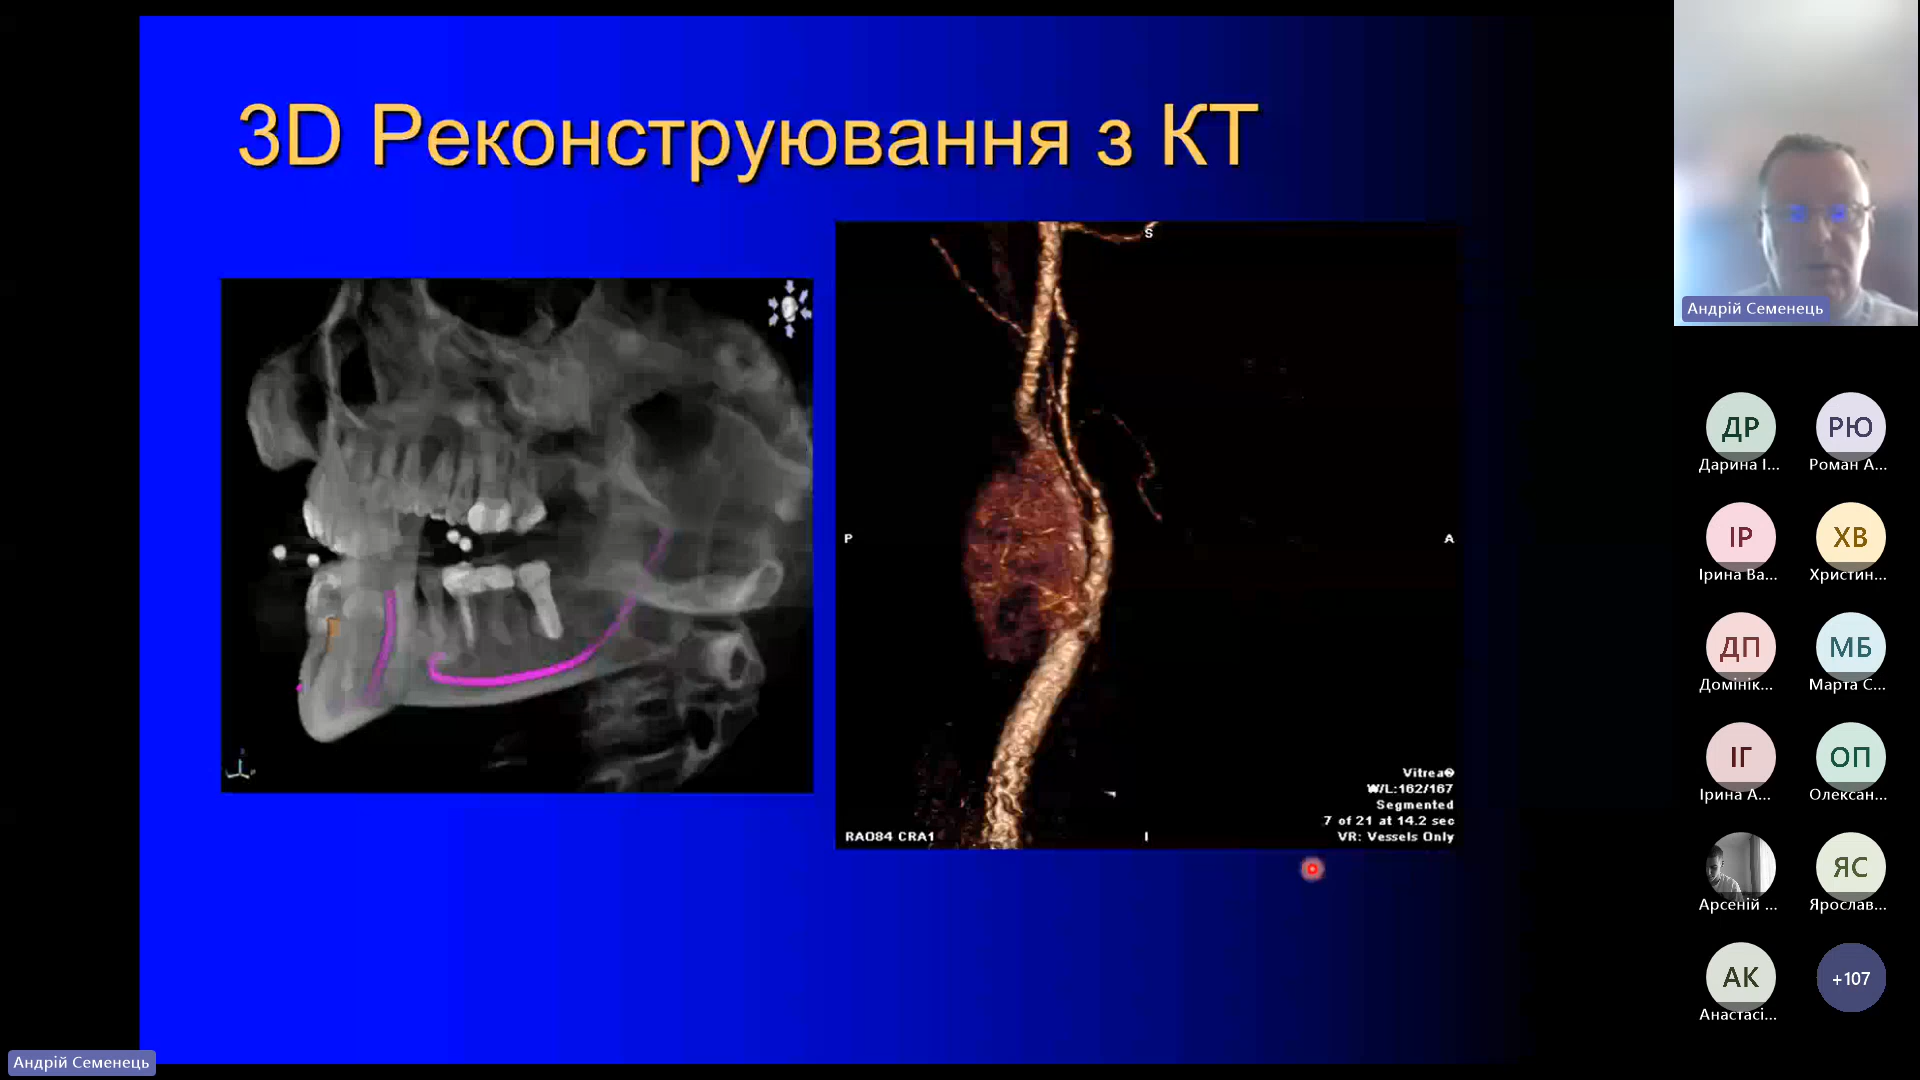 3D Реконструювання з КТ
S
P
A
Vitrea®
W/L:162/167
Segmented
7 of 21 at 14.2 sec
VR: Vessels Only
RAO84 CRA1
I
Андрій Семенець
ДР
Дарина І...
РЮ
Роман А...
ІР
Ірина Ва...
ХВ
Христин...
ДП
Домінік...
МБ
Марта С...
ІГ
Ірина А...
ОП
Олексан...
Арсеній ...
ЯС
Ярослав...
АК
Анастасі...
+107
Андрій Семенець